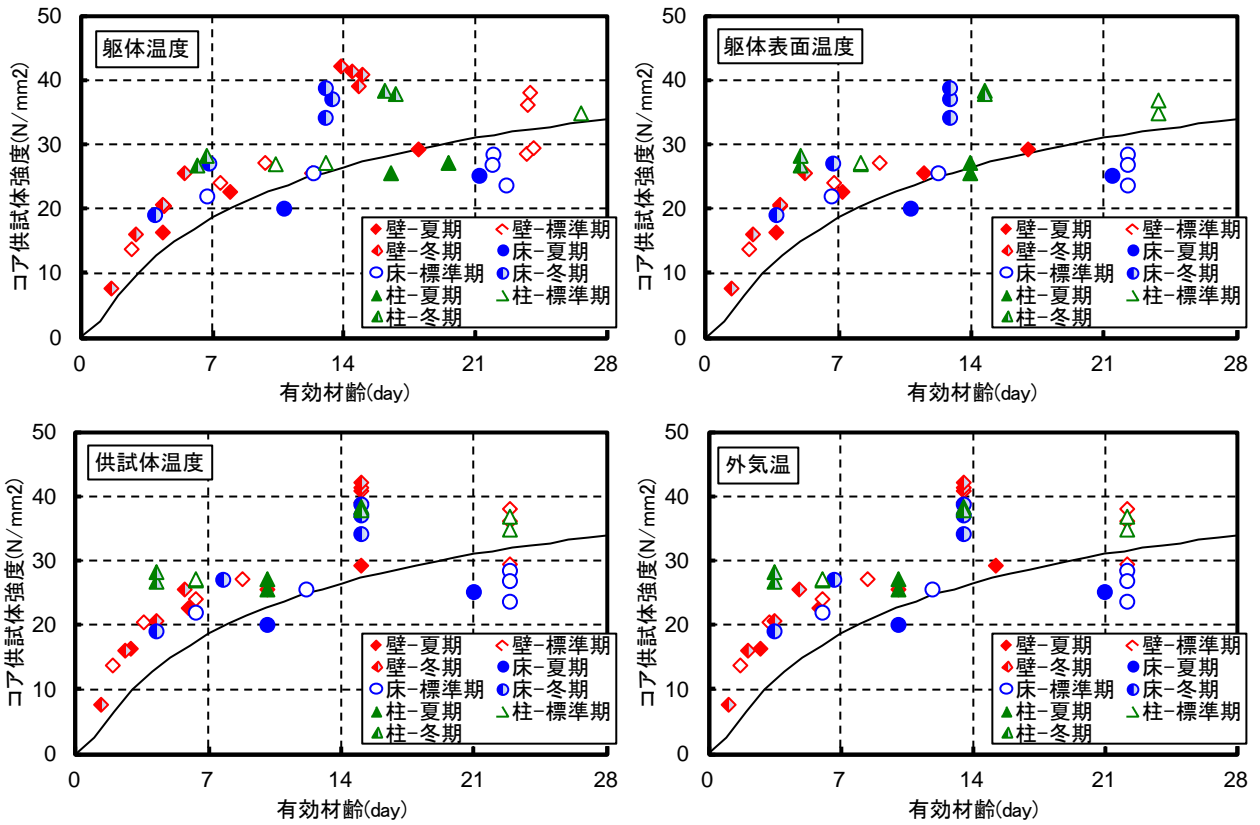 躯体温度
コア供試体強度(N/mm2)
50
40
30
20
10
0
0 7 14 21 28
有効材齢(day)
壁-夏期 壁-標準期
壁-冬期 床-夏期
床-標準期 床-冬期
柱-夏期 柱-標準期
柱-冬期
躯体表面温度
コア供試体強度(N/mm2)
50
40
30
20
10
0
0 7 14 21 28
有効材齢(day)
壁-夏期 壁-標準期
壁-冬期 床-夏期
床-標準期 床-冬期
柱-夏期 柱-標準期
柱-冬期
供試体温度
コア供試体強度(N/mm2)
50
40
30
20
10
0
0 7 14 21 28
有効材齢(day)
壁-夏期 壁-標準期
壁-冬期 床-夏期
床-標準期 床-冬期
柱-夏期 柱-標準期
柱-冬期
外気温
コア供試体強度(N/mm2)
50
40
30
20
10
0
0 7 14 21 28
有効材齢(day)
壁-夏期 壁-標準期
壁-冬期 床-夏期
床-標準期 床-冬期
柱-夏期 柱-標準期
柱-冬期